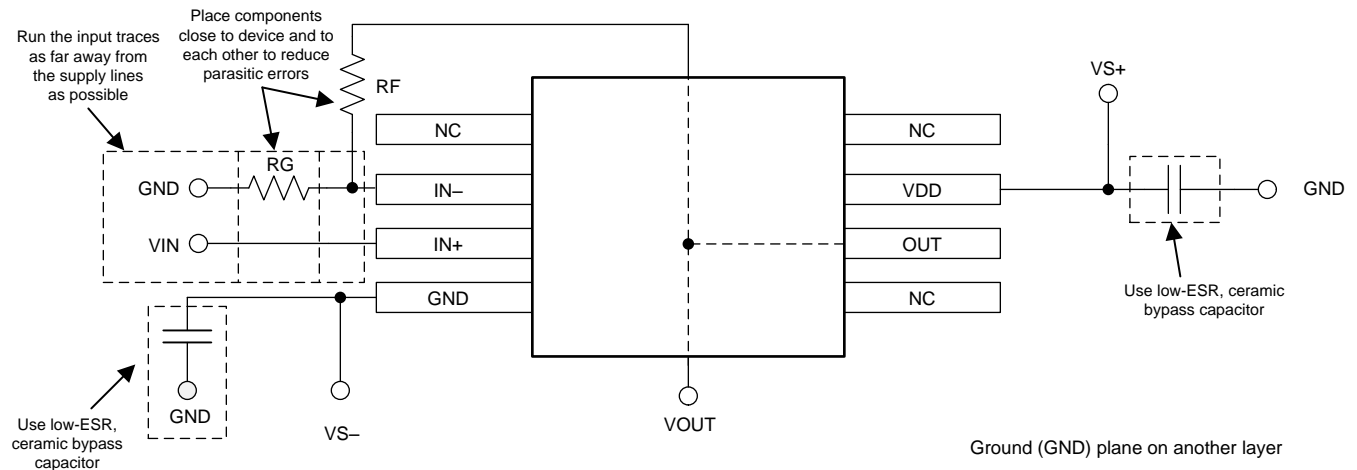 Run the input traces
as far away from
the supply lines
as possible
Place components
close to device and to
each other to reduce
parasitic errors
RF
VS+
NC
NC
RG
GND
IN–
VDD
GND
VIN
IN+
OUT
GND
NC
Use low-ESR, ceramic
bypass capacitor
GND
VS–
VOUT
Use low-ESR,
ceramic bypass
capacitor
Ground (GND) plane on another layer